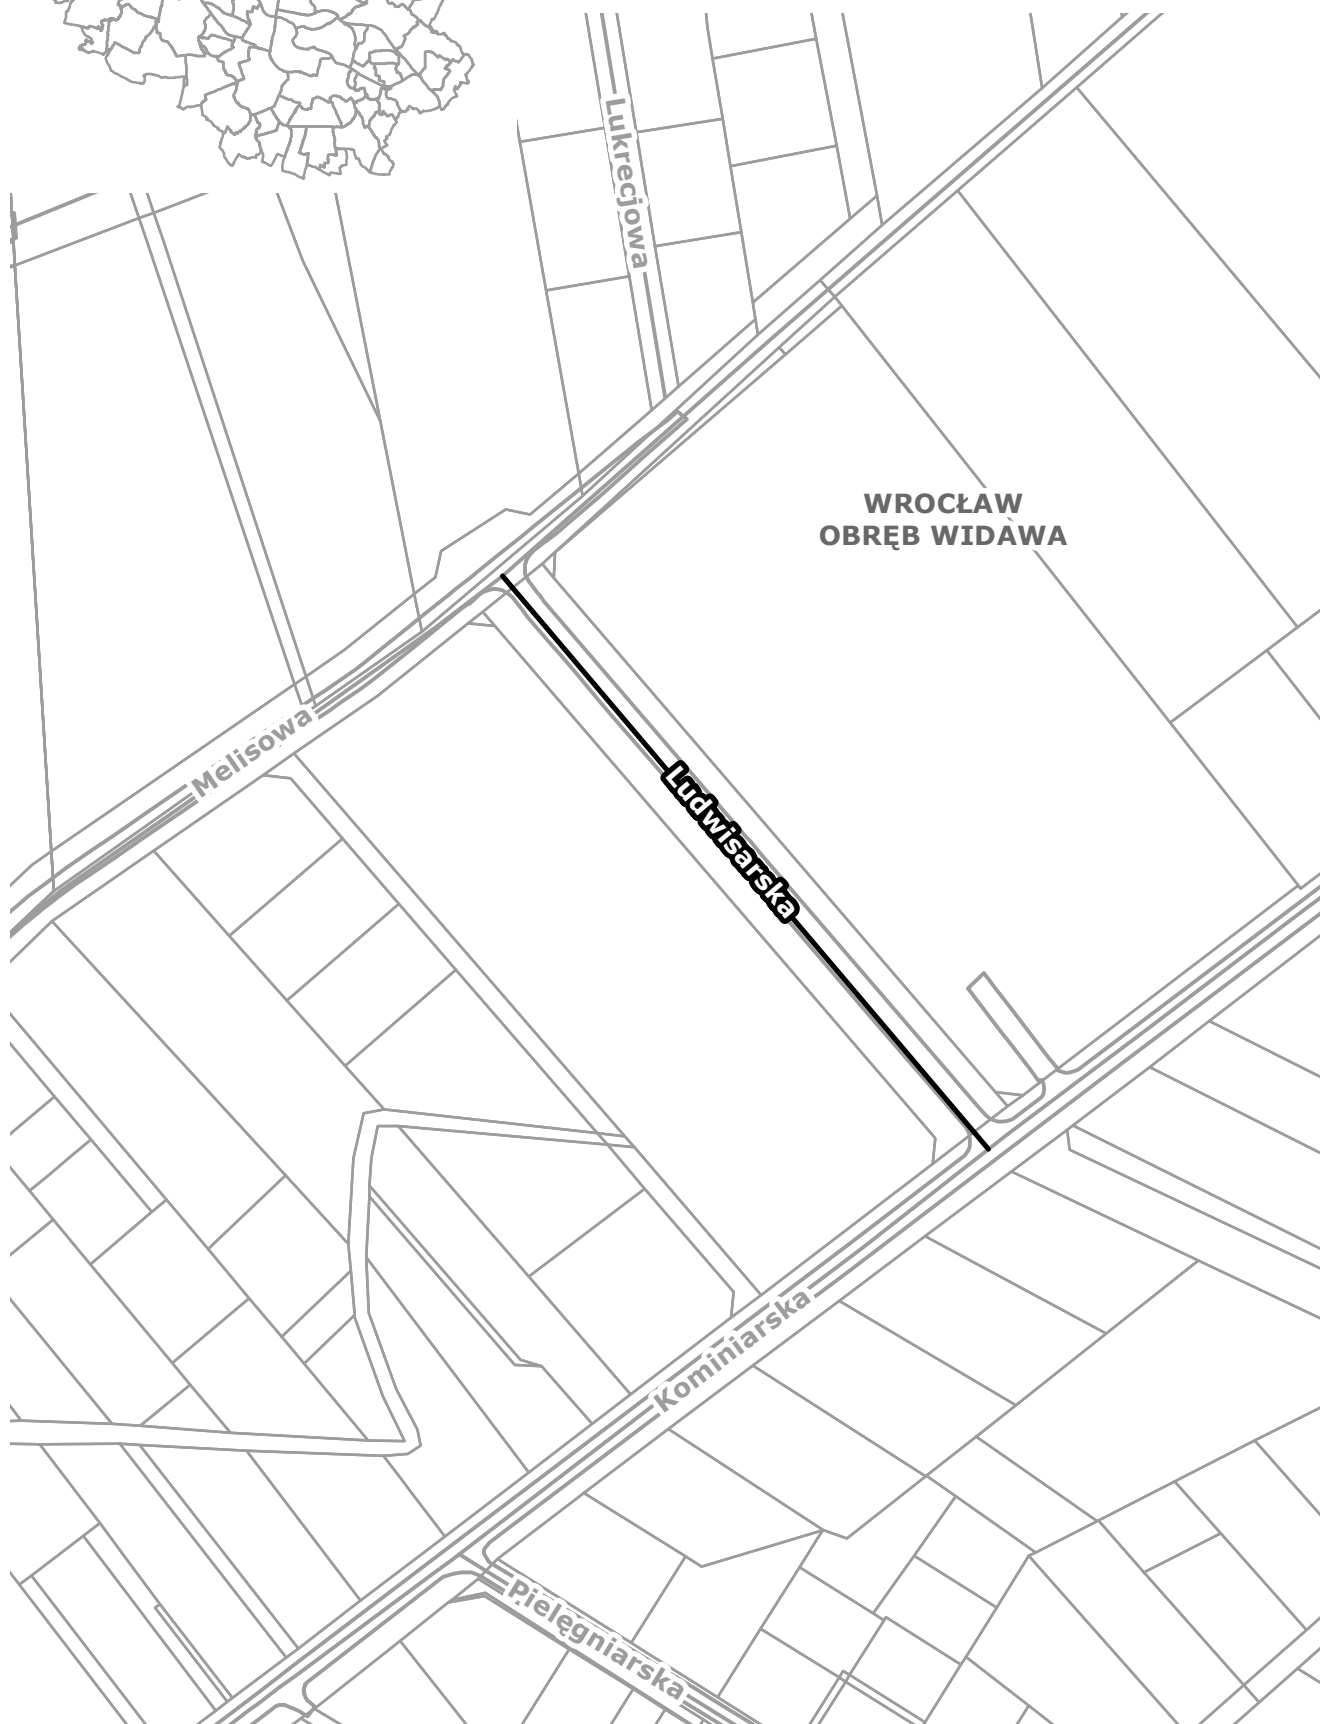 Lukrecjowa
WROCŁAW
OBRĘB WIDAWA
Melisowa
Ludwisarska
Kominiarska
Pielęgniarska